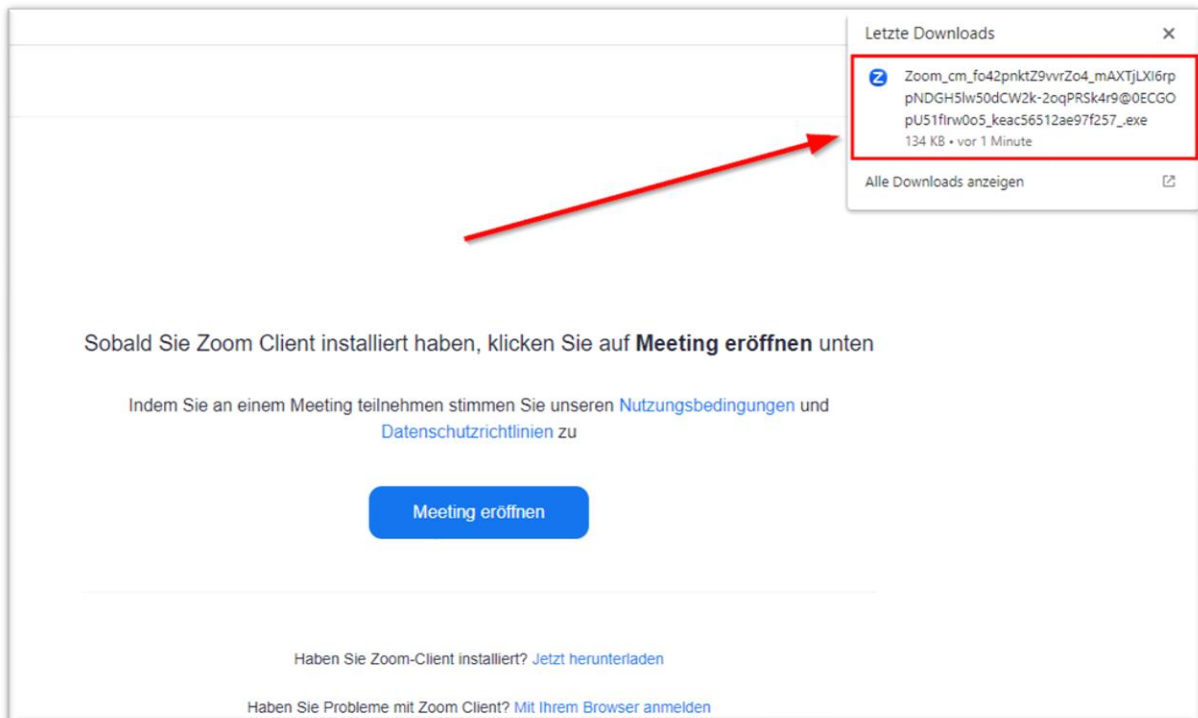 Letzte Downloads
Zoom_cm_fo42pnktZ9vvrZo4_mAXTjLXI6rp
pNDGH5lw50dCW2k-2oqPRSk4r9@0ECGO
pU51fIrw0o5_keac56512ae97f257_.exe
134 KB • vor 1 Minute
Alle Downloads anzeigen
Sobald Sie Zoom Client installiert haben, klicken Sie auf Meeting eröffnen unten
Indem Sie an einem Meeting teilnehmen stimmen Sie unseren Nutzungsbedingungen und
Datenschutzrichtlinien zu
Meeting eröffnen
Haben Sie Zoom-Client installiert? Jetzt herunterladen
Haben Sie Probleme mit Zoom Client? Mit Ihrem Browser anmelden